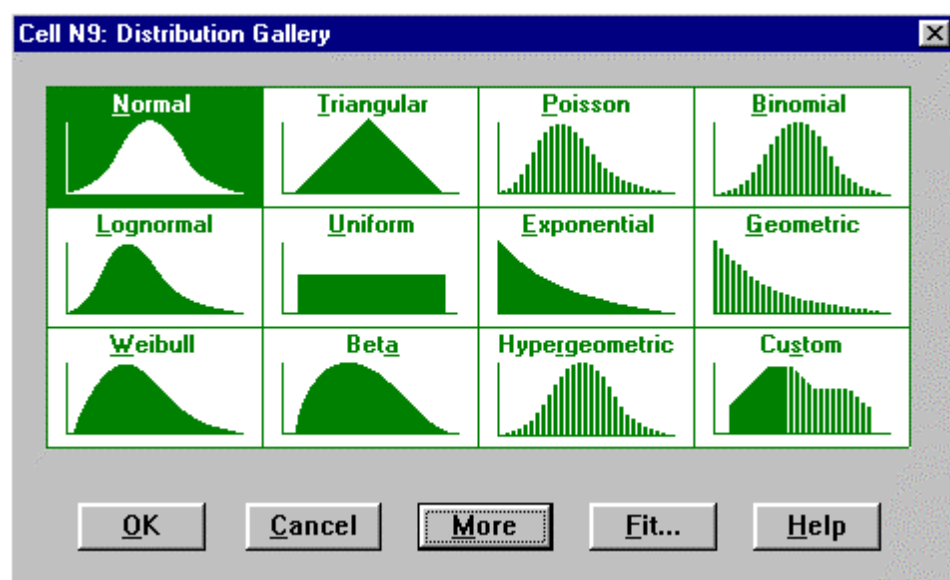 Cell N9: Distribution Gallery
Normal Triangular Poisson Binomial
Lognormal Uniform Exponential Geometric
Weibull Beta Hypergeometric Custom
OK Cancel More Fit... Help